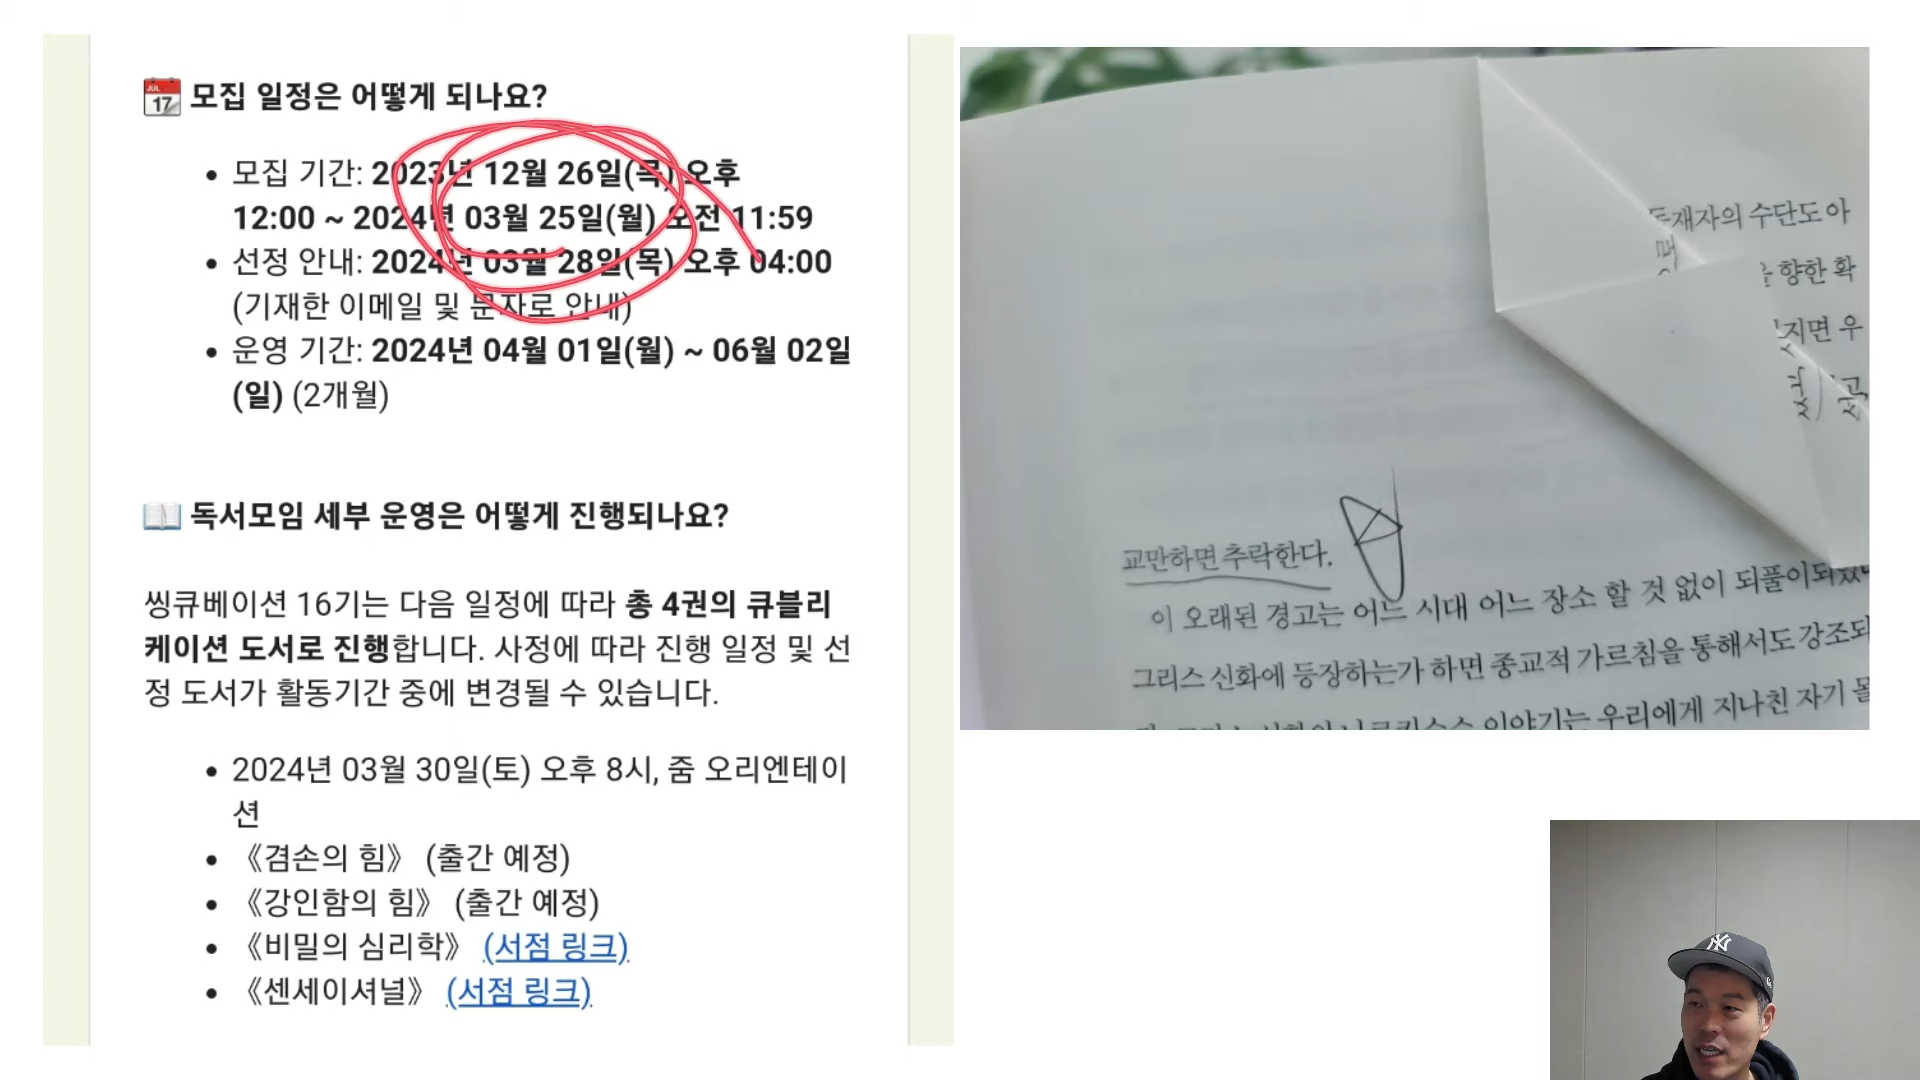 JUL
17
모집 일정은 어떻게 되나요?
모집 기간: 2023년 12월 26일(목) 오후
12:00 ~ 2024년 03월 25일(월) 오전 11:59
선정 안내: 2024년 03월 28일(목) 오후 04:00
(기재한 이메일 및 문자로 안내)
운영 기간: 2024년 04월 01일(월) ~ 06월 02일
(일) (2개월)
독서모임 세부 운영은 어떻게 진행되나요?
씽큐베이션 16기는 다음 일정에 따라 총 4권의 큐블리
케이션 도서로 진행합니다. 사정에 따라 진행 일정 및 선
정 도서가 활동기간 중에 변경될 수 있습니다.
2024년 03월 30일(토) 오후 8시, 줌 오리엔테이
션
《겸손의 힘》 (출간 예정)
《강인함의 힘》 (출간 예정)
《비밀의 심리학》 (서점 링크)
《센세이셔널》 (서점 링크)
독재자의 수단도 아
향한 확
지면 우
교만하면 추락한다.
이 오래된 경고는 어느 시대 어느 장소 할 것 없이 되풀이되었
그리스 신화에 등장하는가 하면 종교적 가르침을 통해서도 강조되
이야기는 우리에게 지나친 자기 몰
NY